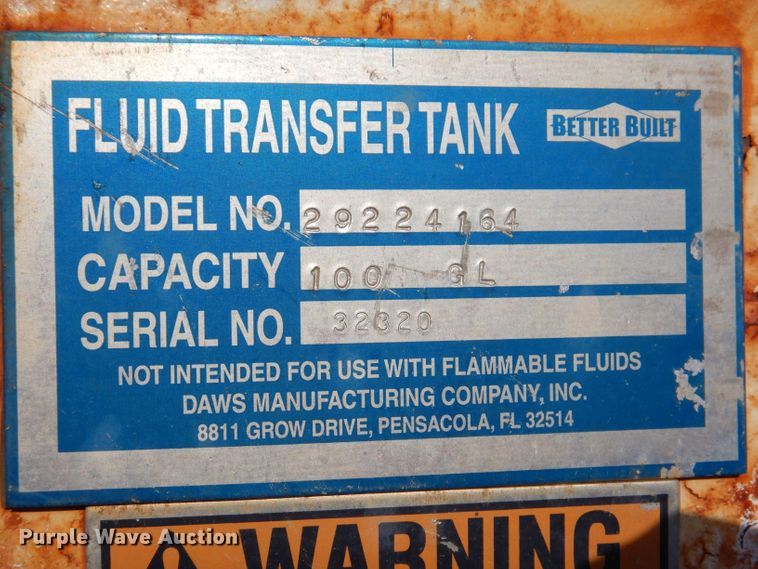 FLUID TRANSFER TANK BETTER BUILT
MODEL NO. 29224164
CAPACITY 100 GL
SERIAL NO. 32320
NOT INTENDED FOR USE WITH FLAMMABLE FLUIDS
DAWS MANUFACTURING COMPANY, INC.
8811 GROW DRIVE, PENSACOLA, FL 32514
WARNING
Purple Wave Auction